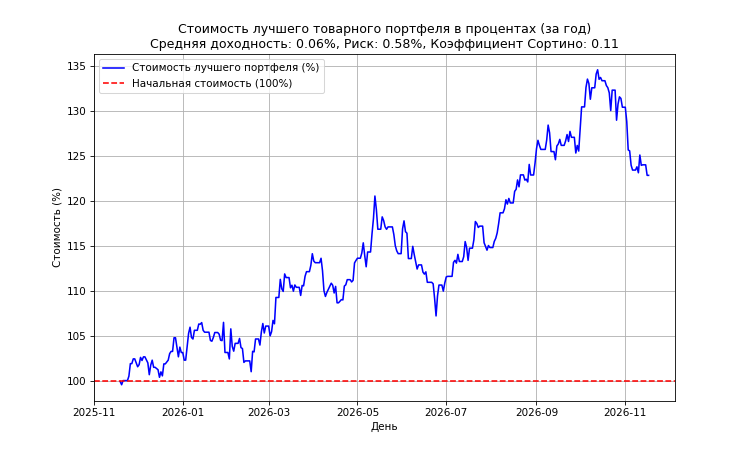 Стоимость лучшего товарного портфеля в процентах (за год)
Средняя доходность: 0.06%, Риск: 0.58%, Коэффициент Сортино: 0.11
Стоимость лучшего портфеля (%)
Начальная стоимость (100%)
Стоимость (%)
135
130
125
120
115
110
105
100
2025-11
2026-01
2026-03
2026-05
2026-07
2026-09
2026-11
День